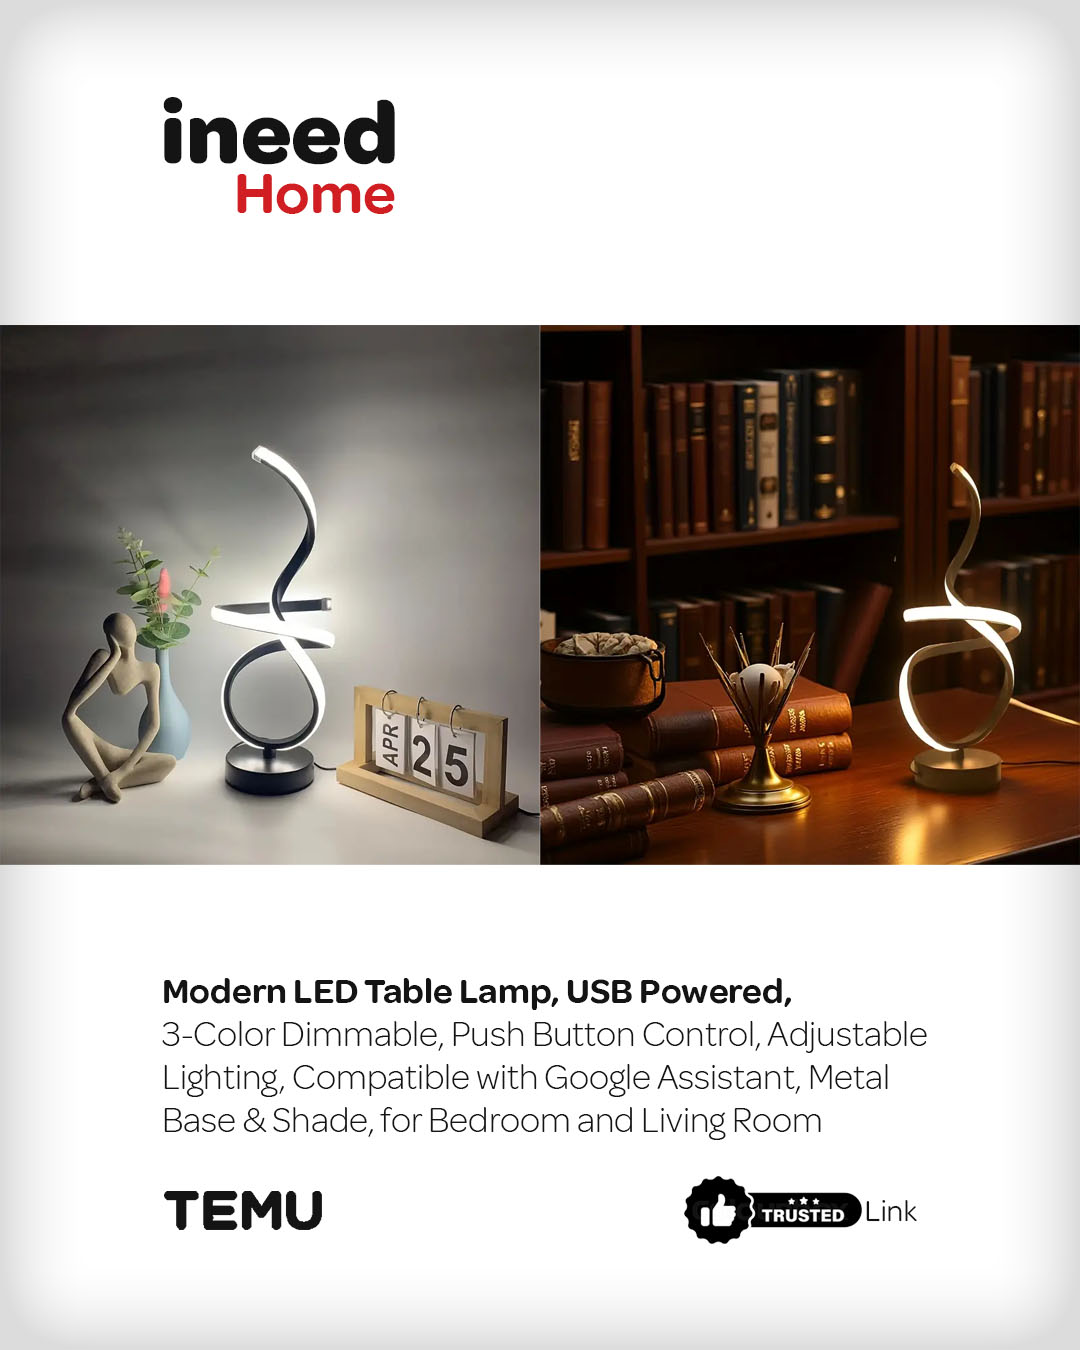 ineed
Home
APR 25
Modern LED Table Lamp, USB Powered,
3-Color Dimmable, Push Button Control, Adjustable
Lighting, Compatible with Google Assistant, Metal
Base & Shade, for Bedroom and Living Room
TEMU
TRUSTED Link